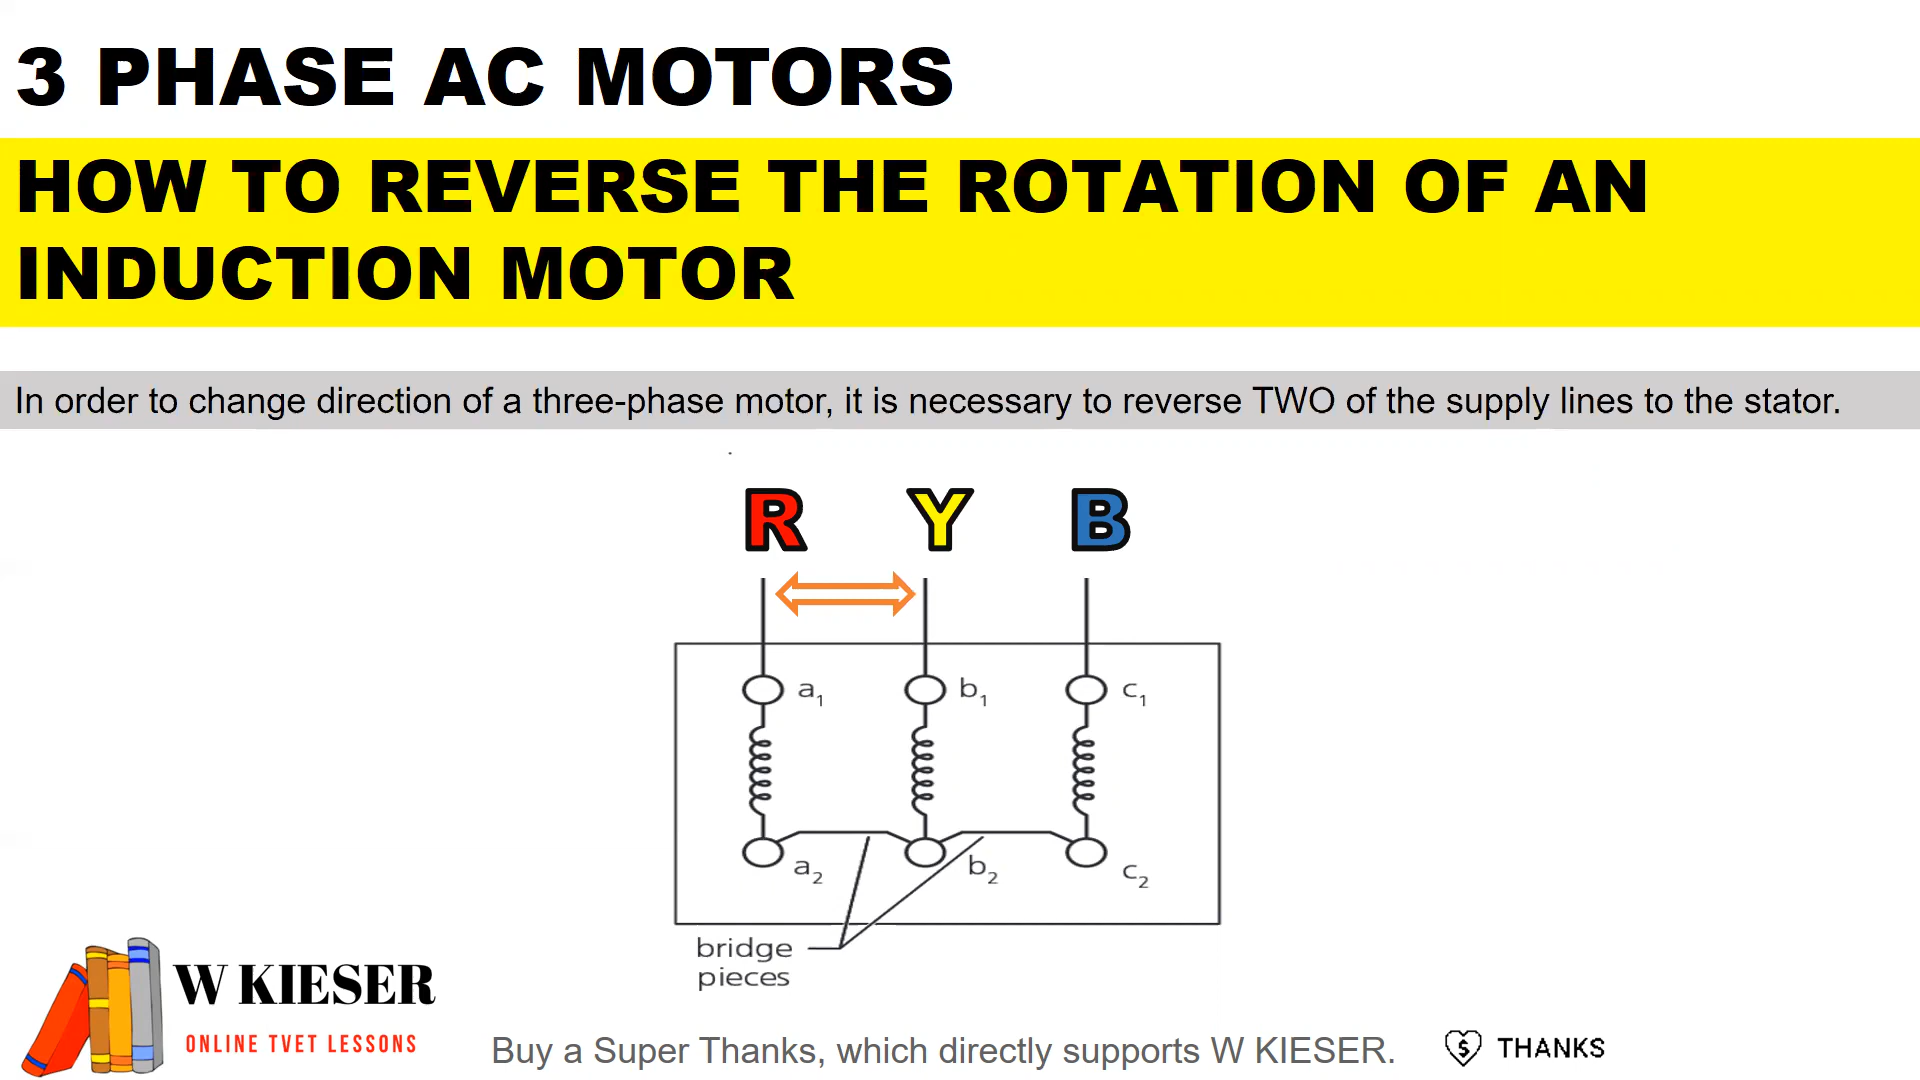 3 PHASE AC MOTORS
HOW TO REVERSE THE ROTATION OF AN
INDUCTION MOTOR
In order to change direction of a three-phase motor, it is necessary to reverse TWO of the supply lines to the stator.
R Y B
a1 b1 c1
a2 b2 c2
bridge
pieces
W KIESER
ONLINE TVET LESSONS
Buy a Super Thanks, which directly supports W KIESER.
$ THANKS